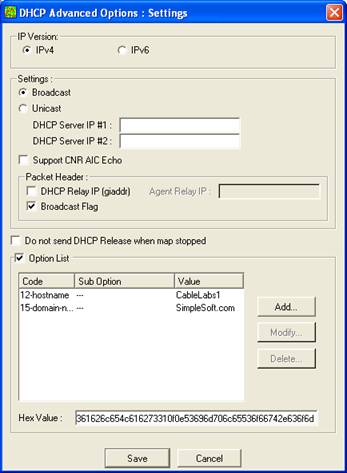 DHCP Advanced Options : Settings
IP Version:
IPv4 IPv6
Settings :
Broadcast
Unicast
DHCP Server IP #1 :
DHCP Server IP #2 :
Support CNR AIC Echo
Packet Header :
DHCP Relay IP (giaddr) Agent Relay IP :
Broadcast Flag
Do not send DHCP Release when map stopped
Option List
Code Sub Option Value
12-hostname --- CableLabs1
15-domain-n... --- SimpleSoft.com
Add...
Modify...
Delete...
Hex Value : 361626c654c616273310f0e53696d706c65536f66742e636f6d
Save Cancel